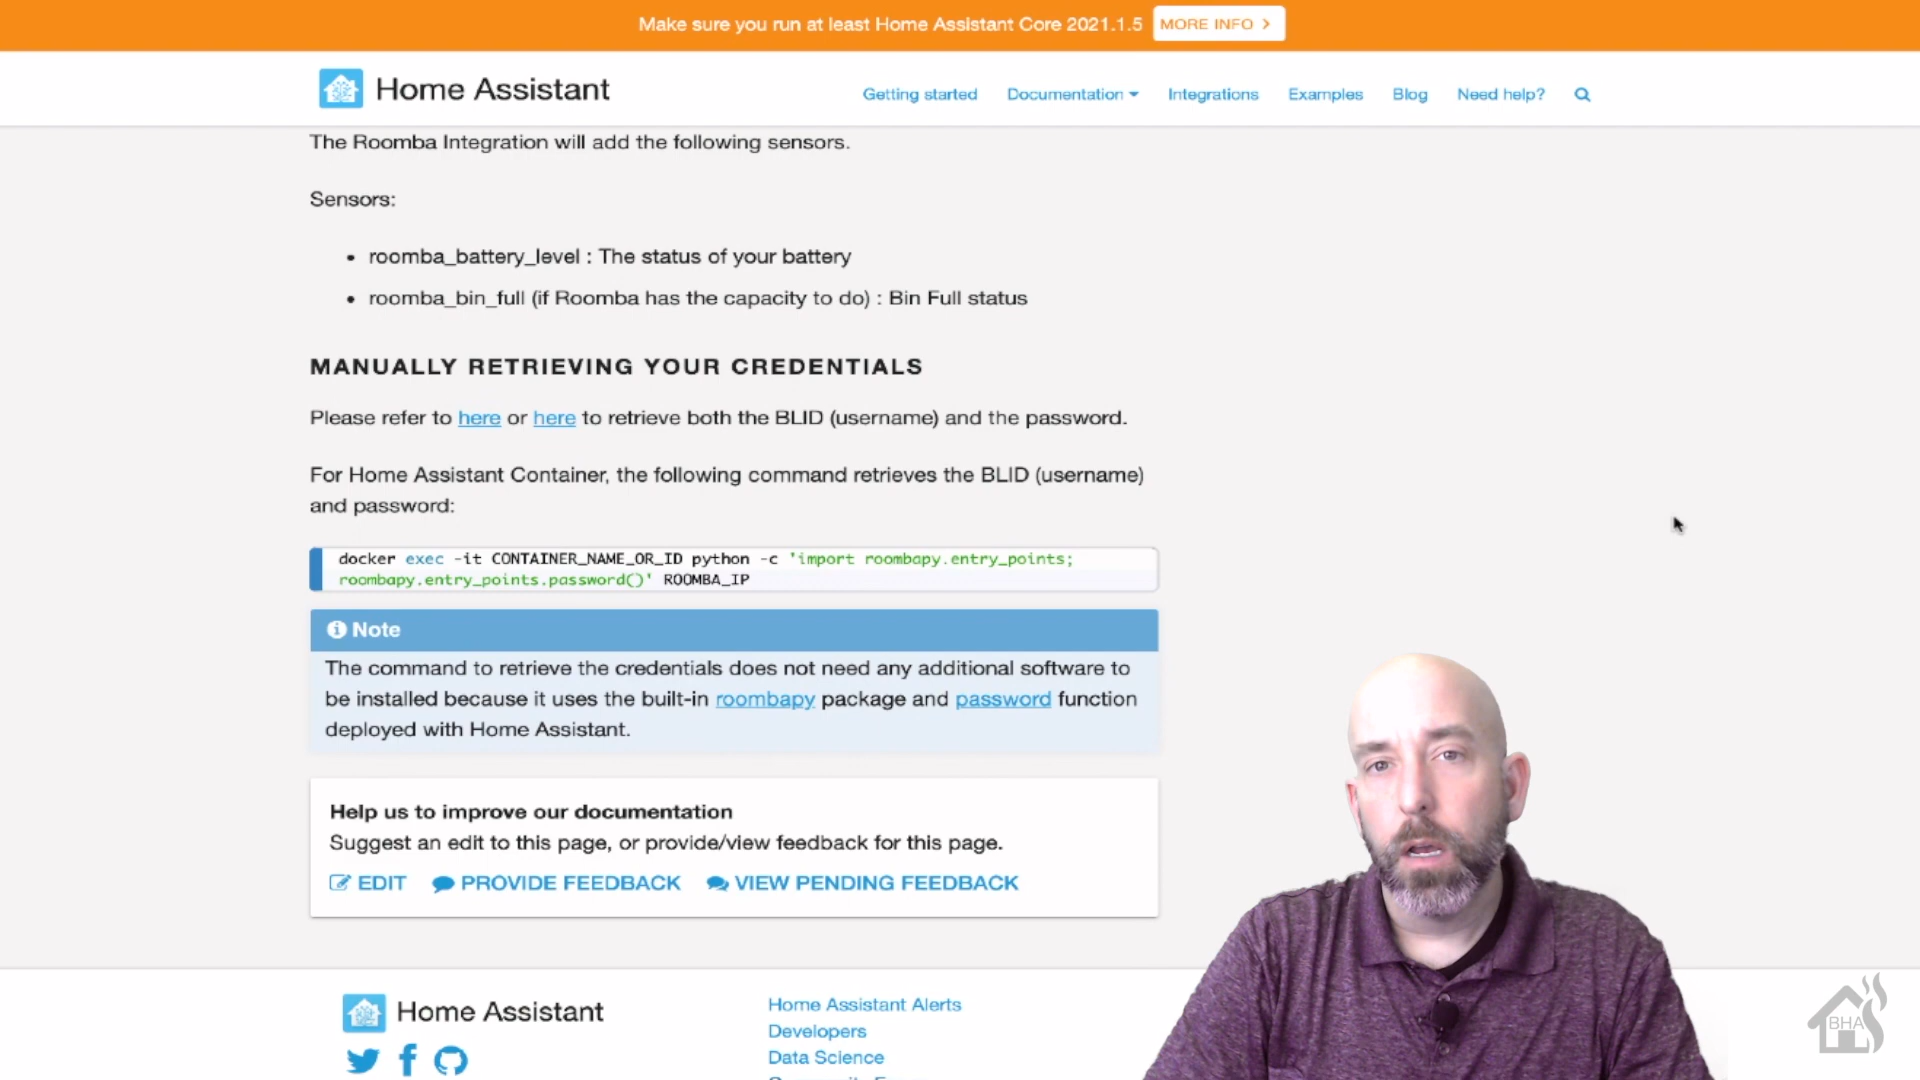 Make sure you run at least Home Assistant Core 2021.1.5 MORE INFO
Home Assistant
Getting started Documentation Integrations Examples Blog Need help?
The Roomba Integration will add the following sensors.
Sensors:
• roomba_battery_level : The status of your battery
• roomba_bin_full (if Roomba has the capacity to do) : Bin Full status
MANUALLY RETRIEVING YOUR CREDENTIALS
Please refer to here or here to retrieve both the BLID (username) and the password.
For Home Assistant Container, the following command retrieves the BLID (username)
and password:
docker exec -it CONTAINER_NAME_OR_ID python -c 'import roombapy.entry_points;
roombapy.entry_points.password()' ROOMBA_IP
Note
The command to retrieve the credentials does not need any additional software to
be installed because it uses the built-in roombapy package and password function
deployed with Home Assistant.
Help us to improve our documentation
Suggest an edit to this page, or provide/view feedback for this page.
EDIT PROVIDE FEEDBACK VIEW PENDING FEEDBACK
Home Assistant
Home Assistant Alerts
Developers
Data Science
BHA